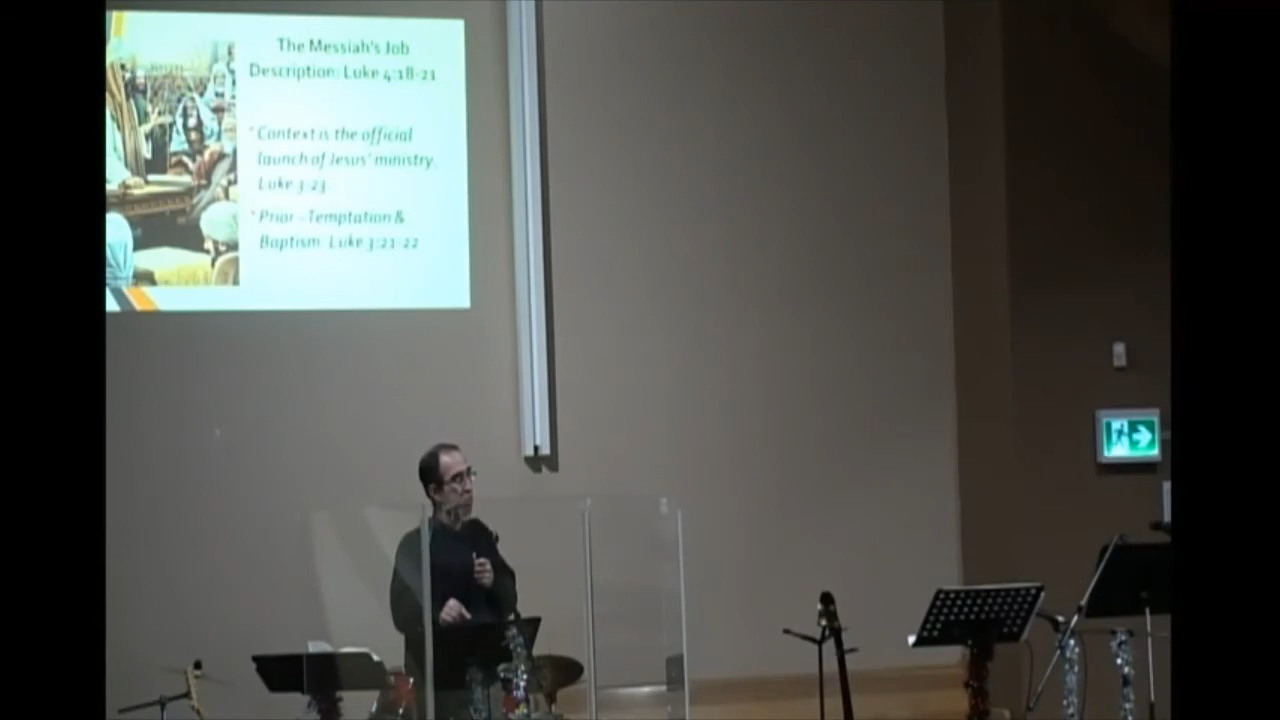 The Messiah's Job
Description: Luke 4:18-21
* Context is the official
launch of Jesus' ministry.
Luke 3:23
* Prior - Temptation &
Baptism Luke 3:21-22